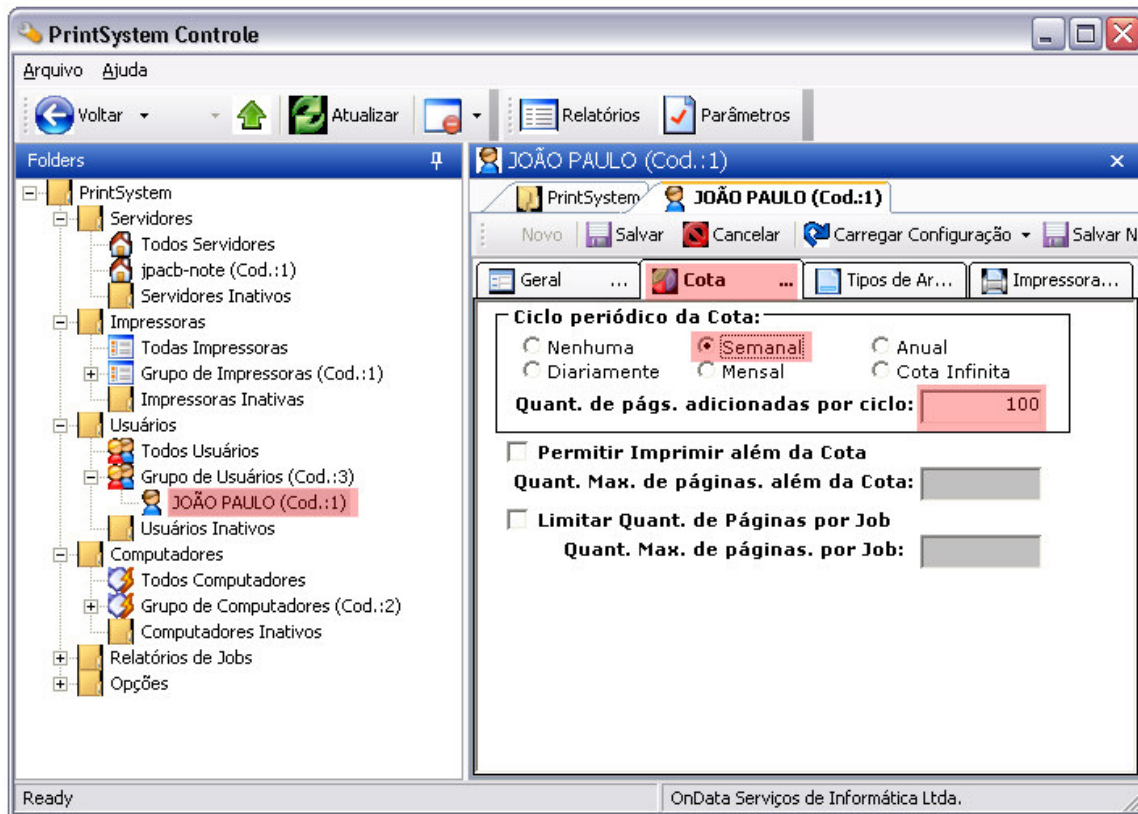 PrintSystem Controle
Arquivo Ajuda
Voltar Atualizar Relatórios Parâmetros
Folders
PrintSystem
Servidores
Todos Servidores
jpacb-note (Cod.:1)
Servidores Inativos
Impressoras
Todas Impressoras
Grupo de Impressoras (Cod.:1)
Impressoras Inativas
Usuários
Todos Usuários
Grupo de Usuários (Cod.:3)
JOÃO PAULO (Cod.:1)
Usuários Inativos
Computadores
Todos Computadores
Grupo de Computadores (Cod.:2)
Computadores Inativos
Relatórios de Jobs
Opções
JOÃO PAULO (Cod.:1)
PrintSystem JOÃO PAULO (Cod.:1)
Novo Salvar Cancelar Carregar Configuração Salvar N
Geral ... Cota ... Tipos de Ar... Impressora...
Ciclo periódico da Cota:
Nenhuma Semanal Anual
Diariamente Mensal Cota Infinita
Quant. de págs. adicionadas por ciclo: 100
Permitir Imprimir além da Cota
Quant. Max. de páginas. além da Cota:
Limitar Quant. de Páginas por Job
Quant. Max. de páginas. por Job:
Ready OnData Serviços de Informática Ltda.